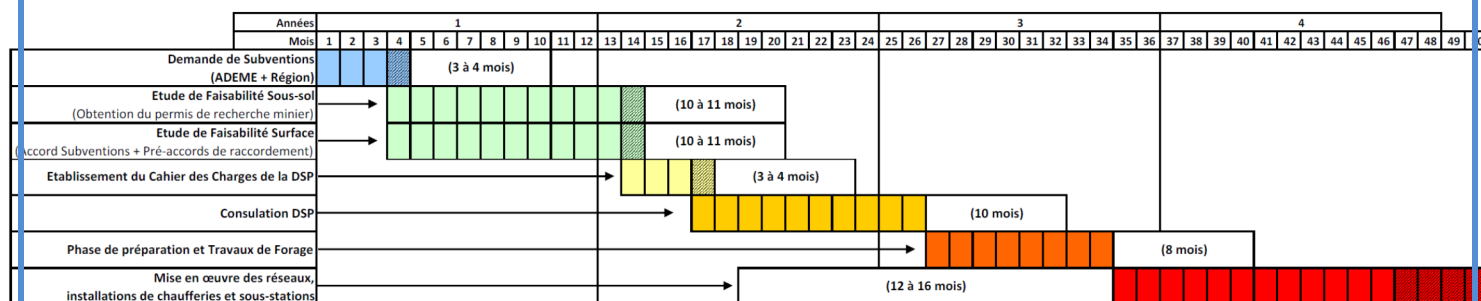 Années 1 2 3 4
Mois 1 2 3 4 5 6 7 8 9 10 11 12 13 14 15 16 17 18 19 20 21 22 23 24 25 26 27 28 29 30 31 32 33 34 35 36 37 38 39 40 41 42 43 44 45 46 47 48 49
Demande de Subventions
(ADEME + Région)
(3 à 4 mois)
Etude de Faisabilité Sous-sol
(Obtention du permis de recherche minier)
(10 à 11 mois)
Etude de Faisabilité Surface
(Accord Subventions + Pré-accords de raccordement)
(10 à 11 mois)
Etablissement du Cahier des Charges de la DSP
(3 à 4 mois)
Consulation DSP
(10 mois)
Phase de préparation et Travaux de Forage
(8 mois)
Mise en œuvre des réseaux,
installations de chaufferies et sous-stations
(12 à 16 mois)